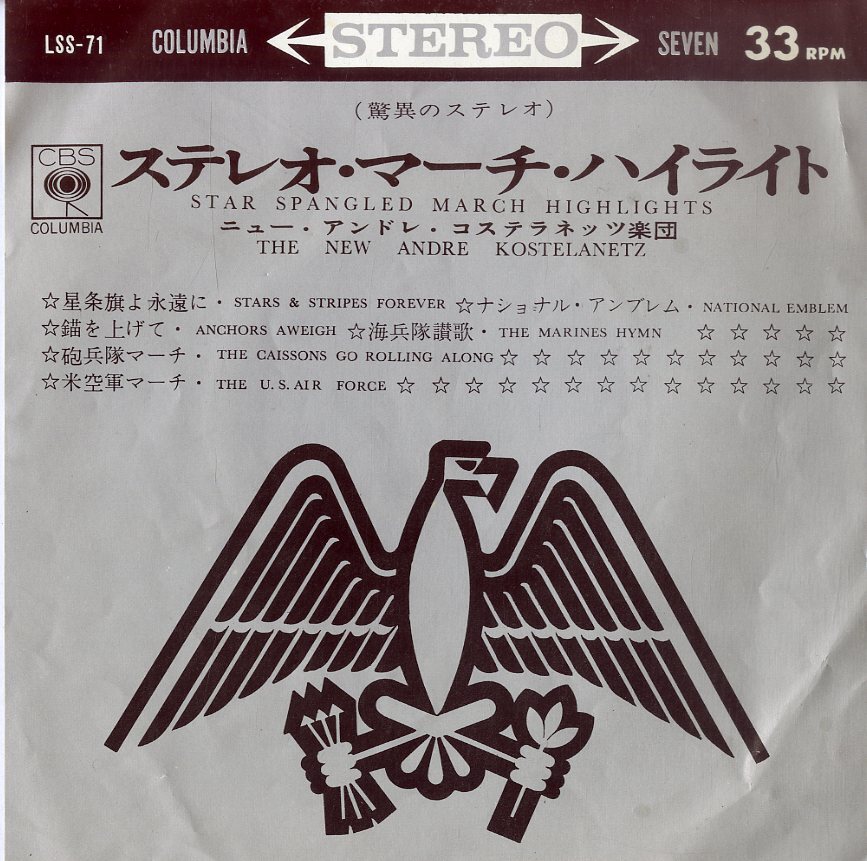 LSS-71 COLUMBIA STEREO SEVEN 33 RPM
(驚異のステレオ)
CBS
COLUMBIA
ステレオ・マーチ・ハイライト
STAR SPANGLED MARCH HIGHLIGHTS
ニュー・アンドレ・コステラネッツ楽団
THE NEW ANDRE KOSTELANETZ
☆星条旗よ永遠に・STARS & STRIPES FOREVER ☆ナショナル・アンブレム・NATIONAL EMBLEM
☆錨を上げて・ANCHORS AWEIGH ☆海兵隊讃歌・THE MARINES HYMN ☆ ☆ ☆ ☆ ☆
☆砲兵隊マーチ・THE CAISSONS GO ROLLING ALONG ☆ ☆ ☆ ☆ ☆ ☆ ☆ ☆ ☆ ☆ ☆
☆米空軍マーチ・THE U.S. AIR FORCE ☆ ☆ ☆ ☆ ☆ ☆ ☆ ☆ ☆ ☆ ☆ ☆ ☆ ☆